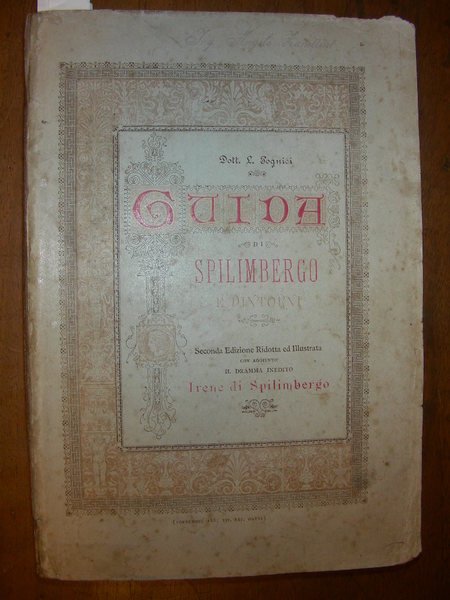 Dott. L. Pognici
GUIDA
DI
SPILIMBERGO
E DINTORNI
Seconda Edizione Ridotta ed Illustrata
CON AGGIUNTO
IL DRAMMA INEDITO
Irene di Spilimbergo